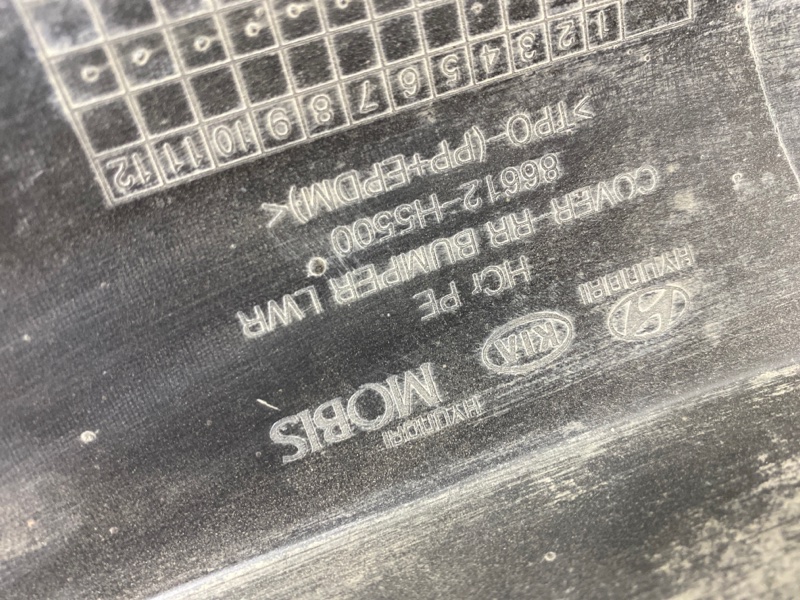 HYUNDAI MOBIS
HYUNDAI KIA
HCr PE
COVER-RR BUMPER LWR
86612-H5500
>TPO-(PP+EPDM)<
1 2 3 4 5 6 7 8 9 10 11 12